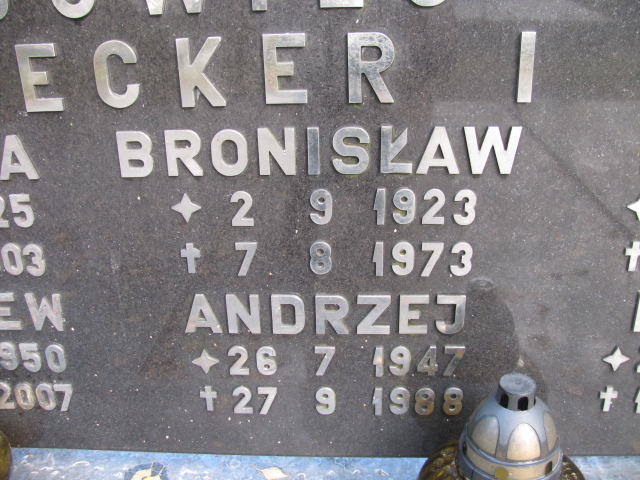 ECKER I
A BRONISŁAW
25 2 9 1923
03 † 7 8 1973
EW ANDRZEJ
950 26 7 1947
2007 † 27 9 1988